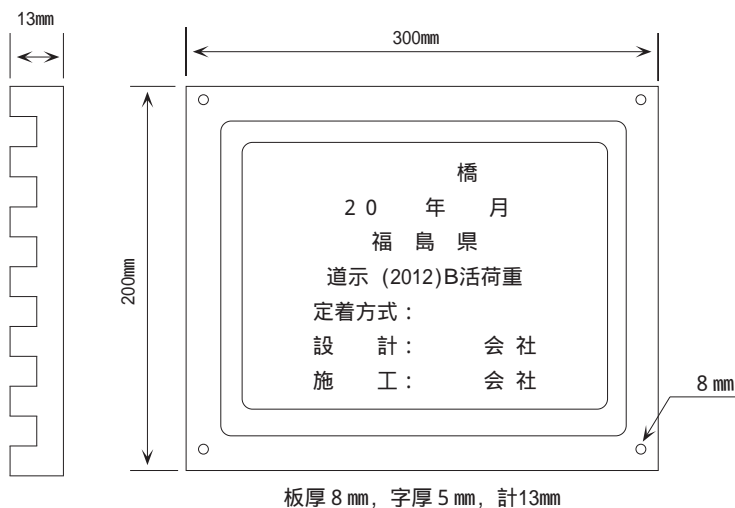 13mm
300mm
200mm
橋
20 年 月
福 島 県
道示 (2012)B活荷重
定着方式：
設 計： 会 社
施 工： 会 社
8 mm
板厚 8 mm，字厚 5 mm，計13mm